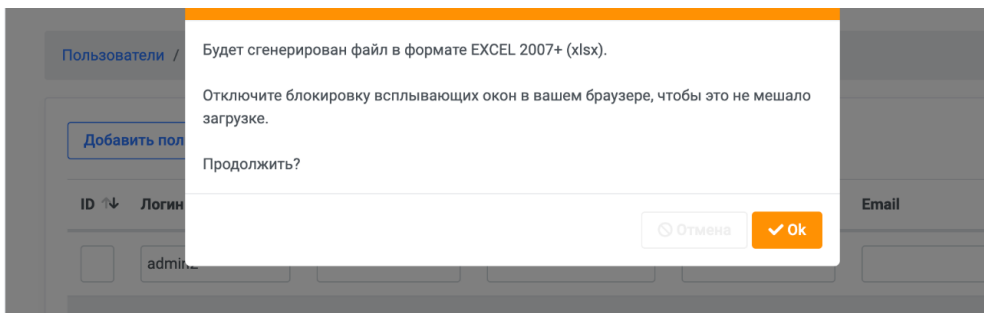 Пользователи /
Будет сгенерирован файл в формате EXCEL 2007+ (xlsx).
Отключите блокировку всплывающих окон в вашем браузере, чтобы это не мешало
загрузке.
Добавить пол
Продолжить?
ID Логин Email
Отмена Ok
admin2